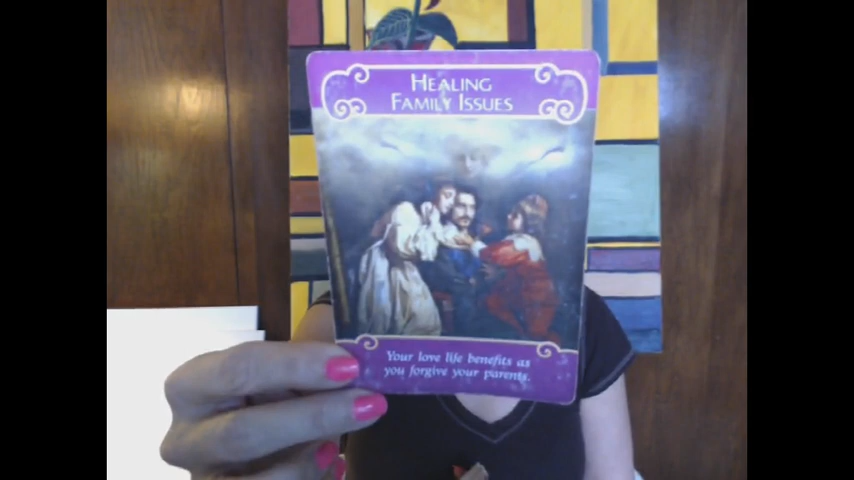 HEALING
FAMILY ISSUES
Your love life benefits as
you forgive your parents.